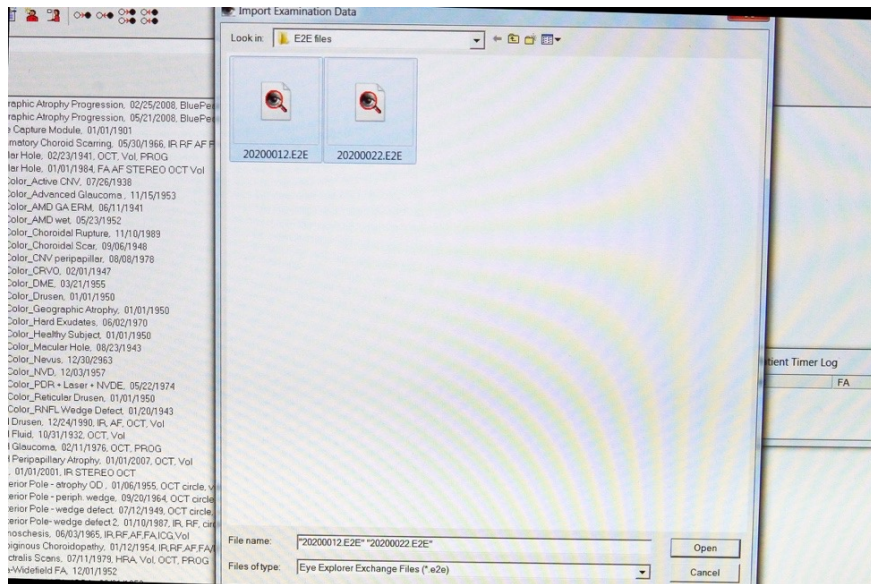 Import Examination Data
Look in: E2E files
20200012.E2E 20200022.E2E
raphic Atrophy Progression, 02/25/2008, BluePe
raphic Atrophy Progression, 05/21/2008, BluePe
Capture Module, 01/01/1901
matory Choroid Scarring, 05/30/1966, IR RF AF F
lar Hole, 02/23/1941, OCT, Vol, PROG
lar Hole, 01/01/1984, FA AF STEREO OCT Vol
Color_Active CNV, 07/26/1938
Color_Advanced Glaucoma, 11/15/1953
Color_AMD GA ERM, 06/11/1941
Color_AMD wet, 05/23/1952
Color_Choroidal Rupture, 11/10/1989
Color_Choroidal Scar, 09/06/1948
Color_CNV peripapillar, 08/08/1978
Color_CRVO, 02/01/1947
Color_DME, 03/21/1955
Color_Drusen, 01/01/1950
Color_Geographic Atrophy, 01/01/1950
Color_Hard Exudates, 06/02/1970
Color_Healthy Subject, 01/01/1950
Color_Macular Hole, 08/23/1943
Color_Nevus, 12/30/2963
Color_NVD, 12/03/1957
Color_PDR + Laser + NVDE, 05/22/1974
Color_Reticular Drusen, 01/01/1950
Color_RNFL Wedge Defect, 01/20/1943
l Drusen, 12/24/1990, IR, AF, OCT, Vol
l Fluid, 10/31/1932, OCT, Vol
l Glaucoma, 02/11/1976, OCT, PROG
l Peripapillary Atrophy, 01/01/2007, OCT, Vol
, 01/01/2001, IR STEREO OCT
erior Pole - atrophy OD, 01/06/1955, OCT circle, v
erior Pole - periph. wedge, 09/20/1964, OCT circle
erior Pole - wedge defect, 07/12/1949, OCT circle,
erior Pole- wedge defect 2, 01/10/1987, IR, RF, circ
noschesis, 06/03/1965, IR,RF,AF,FA,ICG,Vol
piginous Choroidopathy, 01/12/1954, IR,RF,AF,FA/I
ctralis Scans, 07/11/1979, HRA, Vol, OCT, PROG
a-Widefield FA, 12/01/1952
atient Timer Log
FA
File name: "20200012.E2E" "20200022.E2E"
Open
Files of type: Eye Explorer Exchange Files (*.e2e)
Cancel